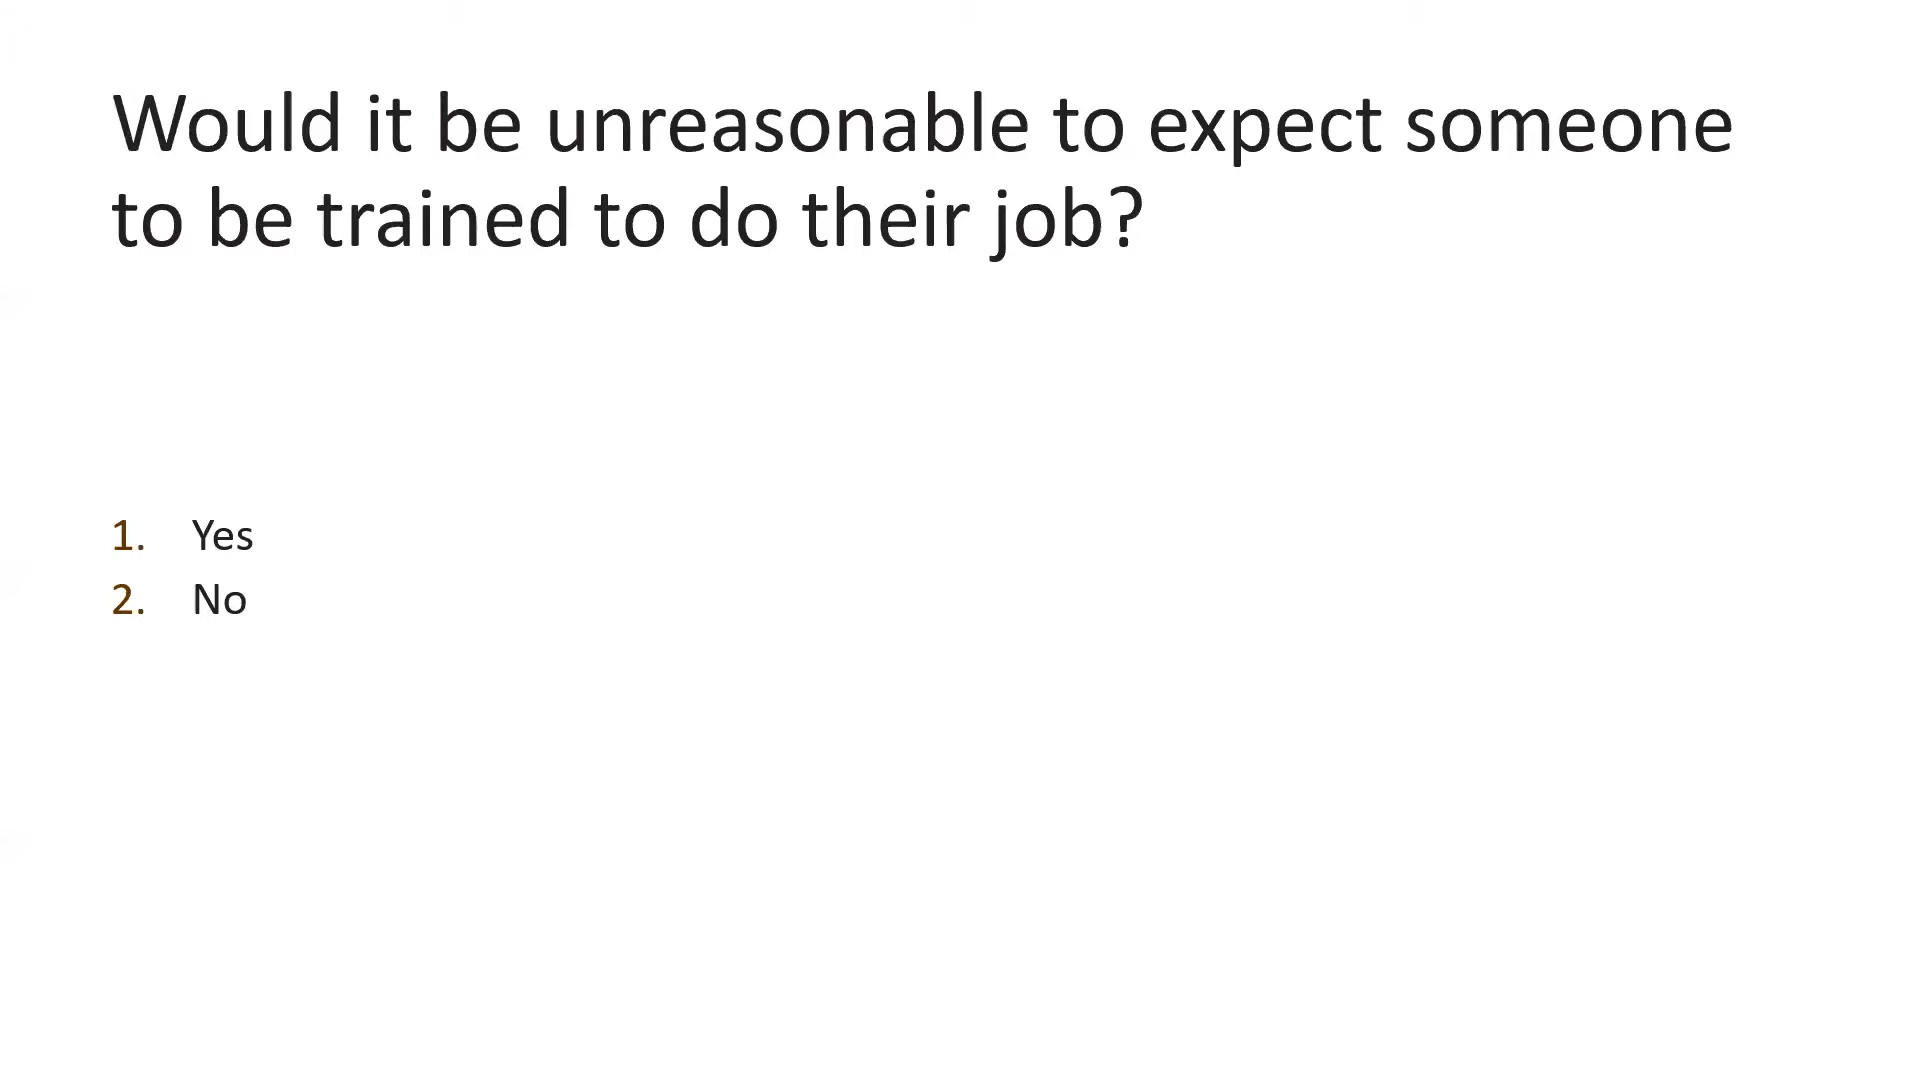 Would it be unreasonable to expect someone
to be trained to do their job?
1. Yes
2. No